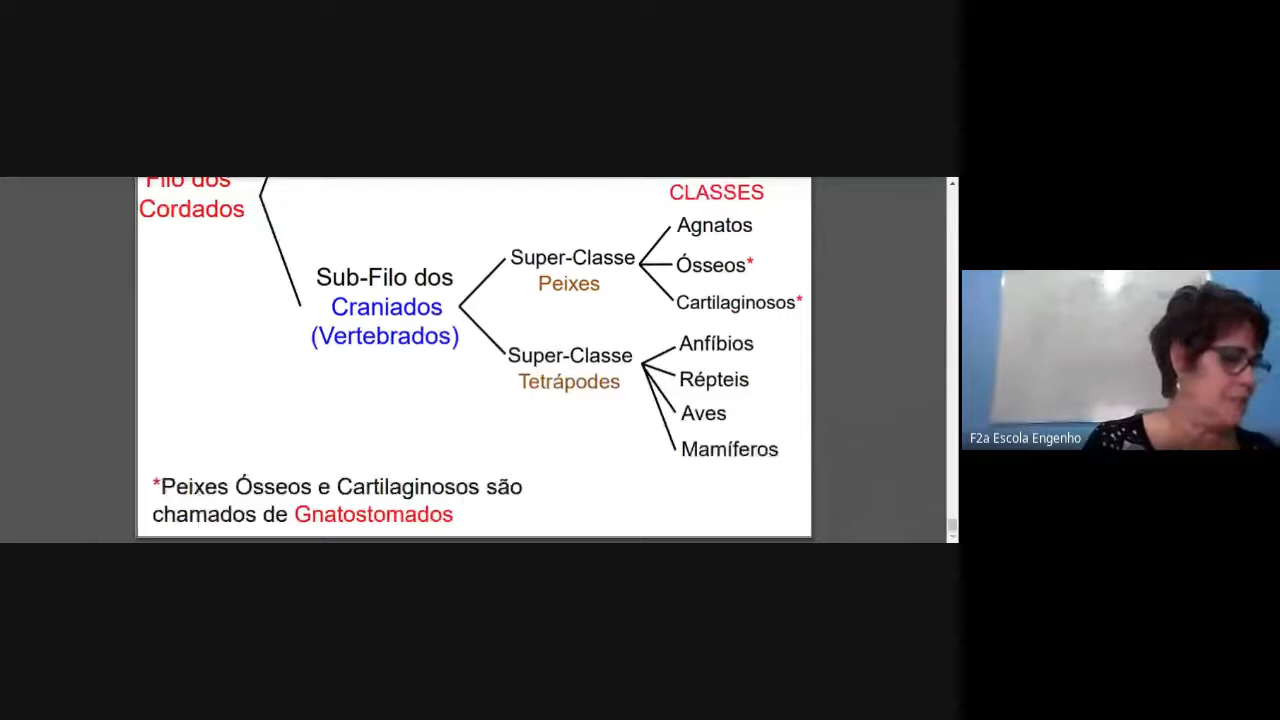 Filo dos
Cordados
CLASSES
Agnatos
Super-Classe
Peixes
Ósseos*
Cartilaginosos*
Sub-Filo dos
Craniados
(Vertebrados)
Super-Classe
Tetrápodes
Anfíbios
Répteis
Aves
Mamíferos
*Peixes Ósseos e Cartilaginosos são
chamados de Gnatostomados
F2a Escola Engenho